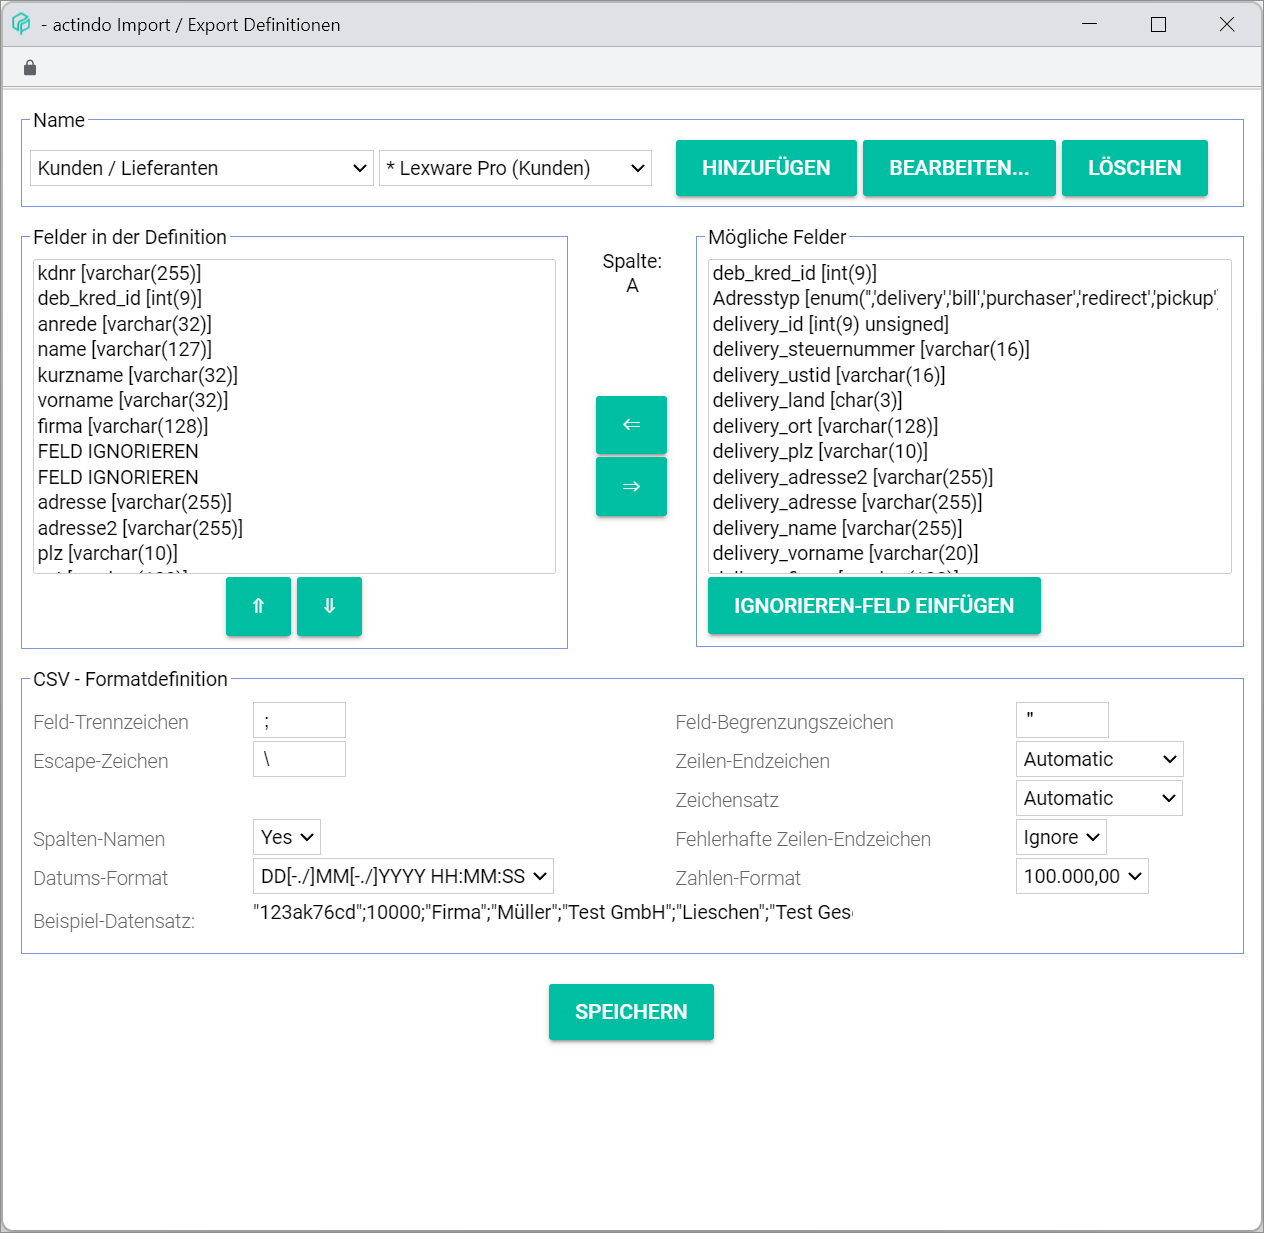 - actindo Import / Export Definitionen
Name
Kunden / Lieferanten
* Lexware Pro (Kunden)
HINZUFÜGEN
BEARBEITEN...
LÖSCHEN
Felder in der Definition
kdnr [varchar(255)]
deb_kred_id [int(9)]
anrede [varchar(32)]
name [varchar(127)]
kurzname [varchar(32)]
vorname [varchar(32)]
firma [varchar(128)]
FELD IGNORIEREN
FELD IGNORIEREN
adresse [varchar(255)]
adresse2 [varchar(255)]
plz [varchar(10)]
⇑
⇓
Spalte:
A
⇐
⇒
Mögliche Felder
deb_kred_id [int(9)]
Adresstyp [enum('','delivery','bill','purchaser','redirect','pickup'
delivery_id [int(9) unsigned]
delivery_steuernummer [varchar(16)]
delivery_ustid [varchar(16)]
delivery_land [char(3)]
delivery_ort [varchar(128)]
delivery_plz [varchar(10)]
delivery_adresse2 [varchar(255)]
delivery_adresse [varchar(255)]
delivery_name [varchar(255)]
delivery_vorname [varchar(20)]
IGNORIEREN-FELD EINFÜGEN
CSV - Formatdefinition
Feld-Trennzeichen
;
Feld-Begrenzungszeichen
"
Escape-Zeichen
\
Zeilen-Endzeichen
Automatic
Zeichensatz
Automatic
Spalten-Namen
Yes
Fehlerhafte Zeilen-Endzeichen
Ignore
Datums-Format
DD[-./]MM[-./]YYYY HH:MM:SS
Zahlen-Format
100.000,00
Beispiel-Datensatz:
"123ak76cd";10000;"Firma";"Müller";"Test GmbH";"Lieschen";"Test Ges
SPEICHERN